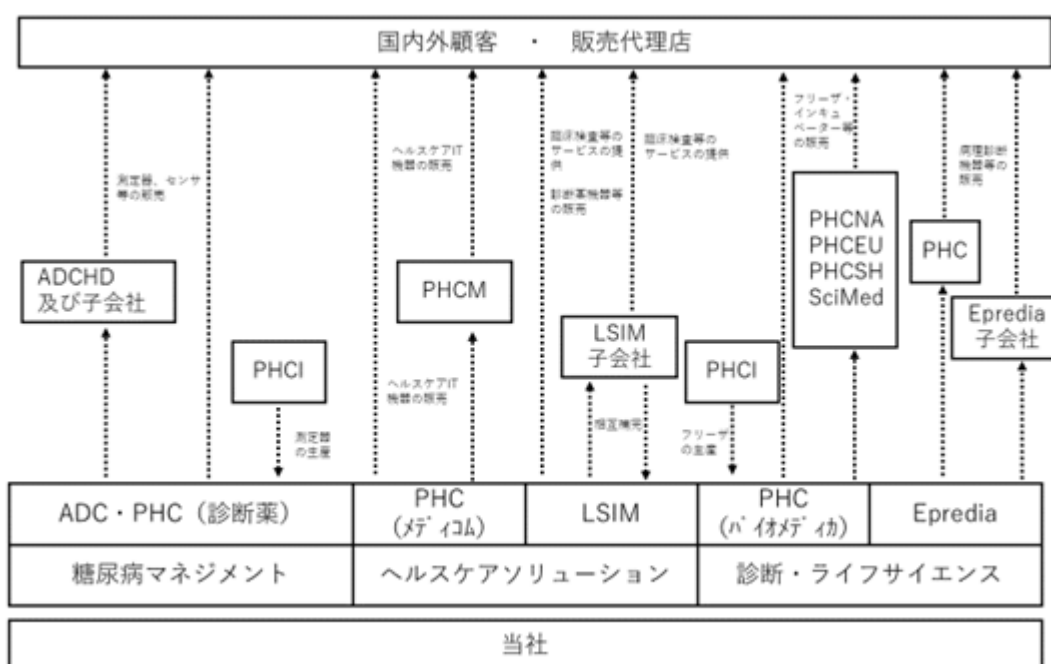 国内外顧客 ・ 販売代理店
測定器、センサ
等の販売
ヘルスケアIT
機器の販売
臨床検査等の
サービスの提
供
診断薬機器等
の販売
臨床検査等の
サービスの提供
フリーザ・
インキュ
ベーター等
の販売
病理診断
機器等の
販売
ADCHD
及び子会社
PHCI
測定器
の生産
PHCM
ヘルスケアIT
機器の販売
LSIM
子会社
相互補完
PHCI
フリーザ
の生産
PHCNA
PHCEU
PHCSH
SciMed
PHC
Epredia
子会社
ADC・PHC（診断薬）
PHC
(ﾒﾃﾞｨｺﾑ)
LSIM
PHC
(ﾊﾞｲｵﾒﾃﾞｨｶ)
Epredia
糖尿病マネジメント
ヘルスケアソリューション
診断・ライフサイエンス
当社